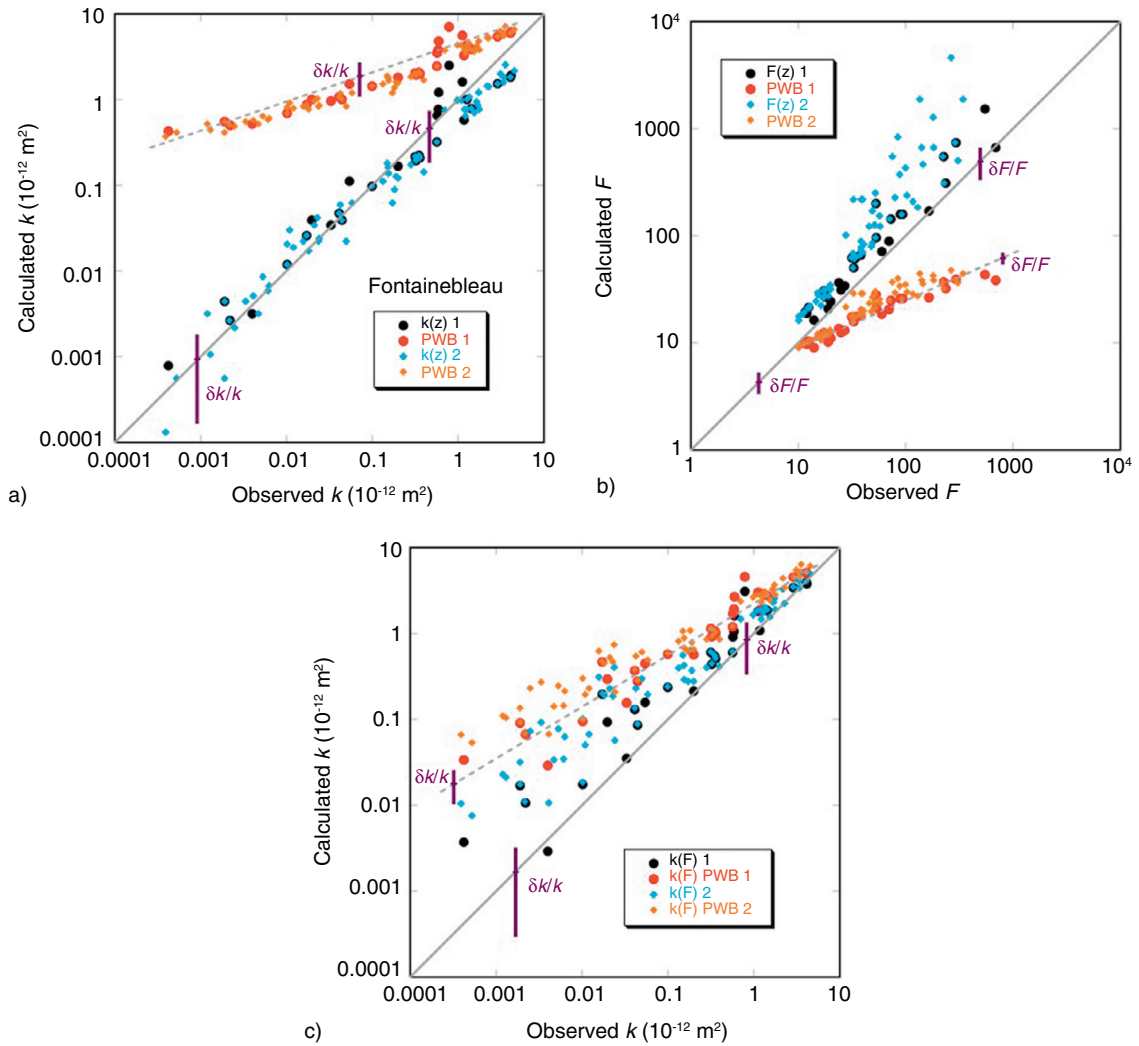 10
1
0.1
0.01
0.001
0.0001
Calculated k (10⁻¹² m²)
δk/k
δk/k
δk/k
Fontainebleau
k(z) 1
PWB 1
k(z) 2
PWB 2
0.0001 0.001 0.01 0.1 1 10
Observed k (10⁻¹² m²)
a)
10⁴
1000
100
10
1
Calculated F
F(z) 1
PWB 1
F(z) 2
PWB 2
δF/F
δF/F
δF/F
1 10 100 1000 10⁴
Observed F
b)
10
1
0.1
0.01
0.001
0.0001
Calculated k (10⁻¹² m²)
δk/k
δk/k
δk/k
k(F) 1
k(F) PWB 1
k(F) 2
k(F) PWB 2
0.0001 0.001 0.01 0.1 1 10
Observed k (10⁻¹² m²)
c)